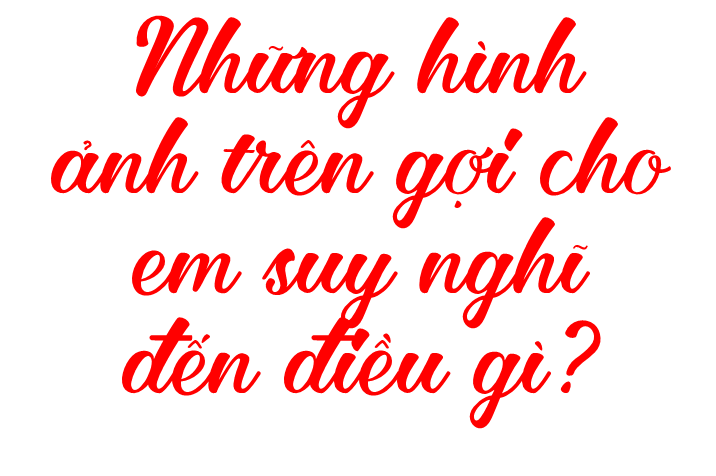 Những hình
ảnh trên gợi cho
em suy nghĩ
đến điều gì?